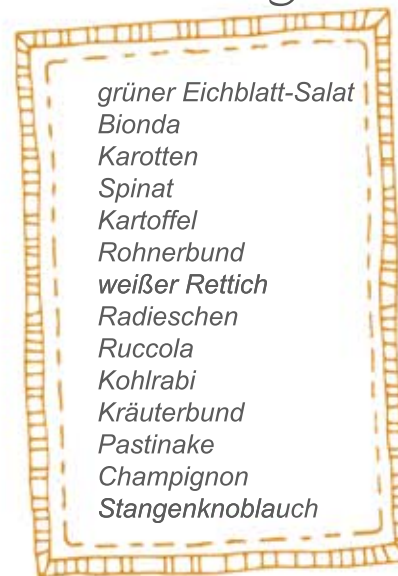 grüner Eichblatt-Salat
Bionda
Karotten
Spinat
Kartoffel
Rohnerbund
weißer Rettich
Radieschen
Ruccola
Kohlrabi
Kräuterbund
Pastinake
Champignon
Stangenknoblauch